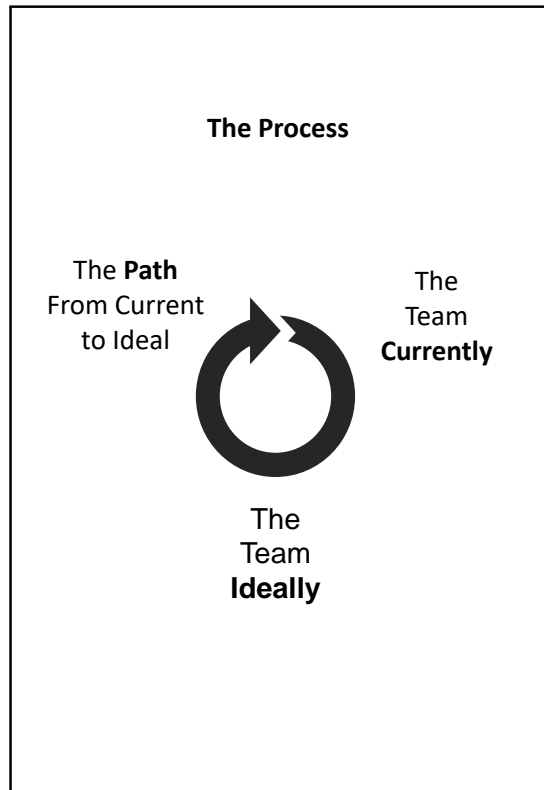 The Process
The Path
From Current
to Ideal
The
Team
Currently
The
Team
Ideally